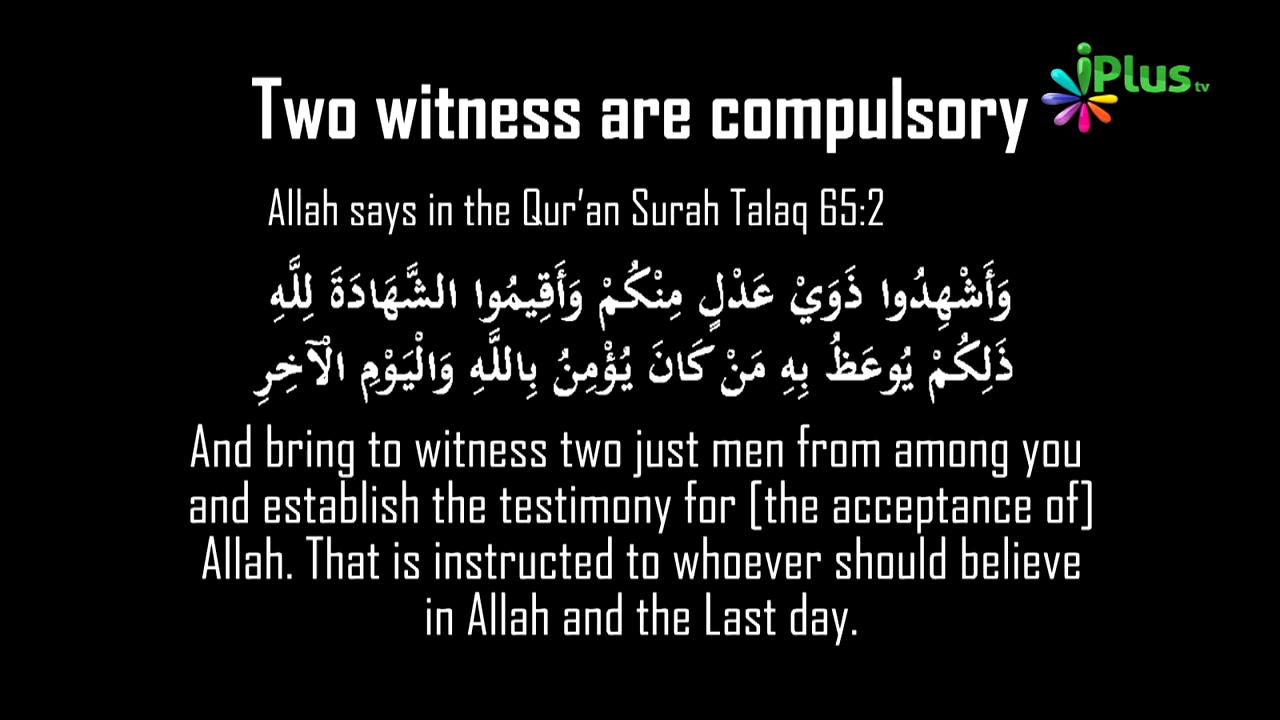 iPlus tv
Two witness are compulsory
Allah says in the Qur’an Surah Talaq 65:2
وَأَشْهِدُوا ذَوَيْ عَدْلٍ مِنْكُمْ وَأَقِيمُوا الشَّهَادَةَ لِلَّهِ
ذَلِكُمْ يُوعَظُ بِهِ مَنْ كَانَ يُؤْمِنُ بِاللَّهِ وَالْيَوْمِ الْآخِرِ
And bring to witness two just men from among you
and establish the testimony for [the acceptance of]
Allah. That is instructed to whoever should believe
in Allah and the Last day.